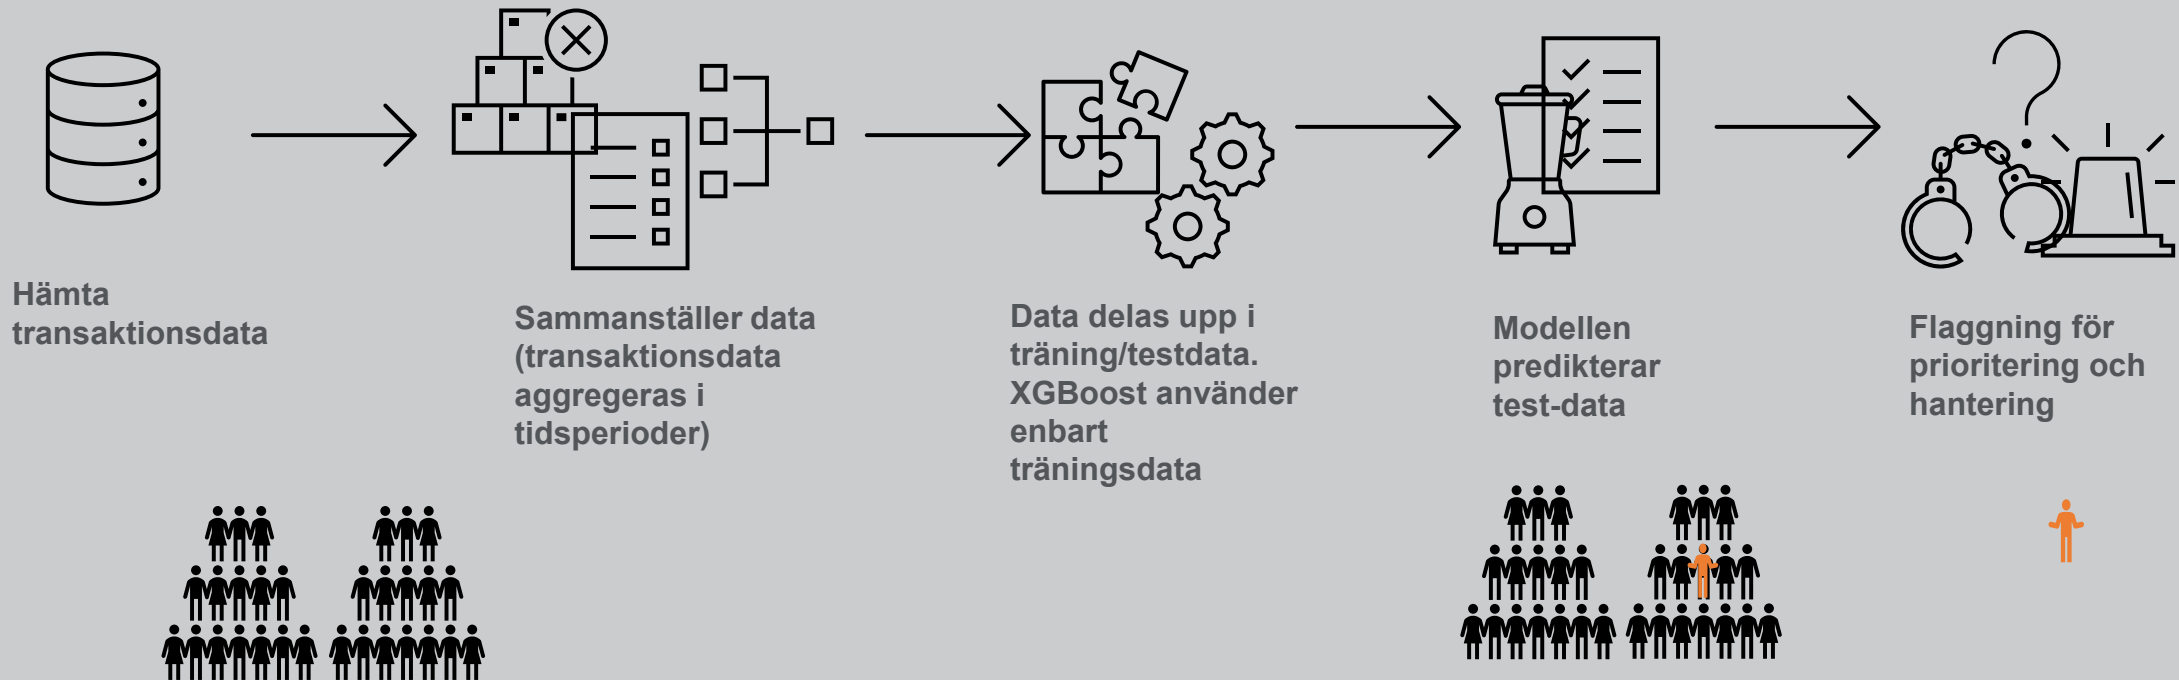 Hämta
transaktionsdata
Sammanställer data
(transaktionsdata
aggregeras i
tidsperioder)
Data delas upp i
träning/testdata.
XGBoost använder
enbart
träningsdata
Modellen
predikterar
test-data
Flaggning för
prioritering och
hantering